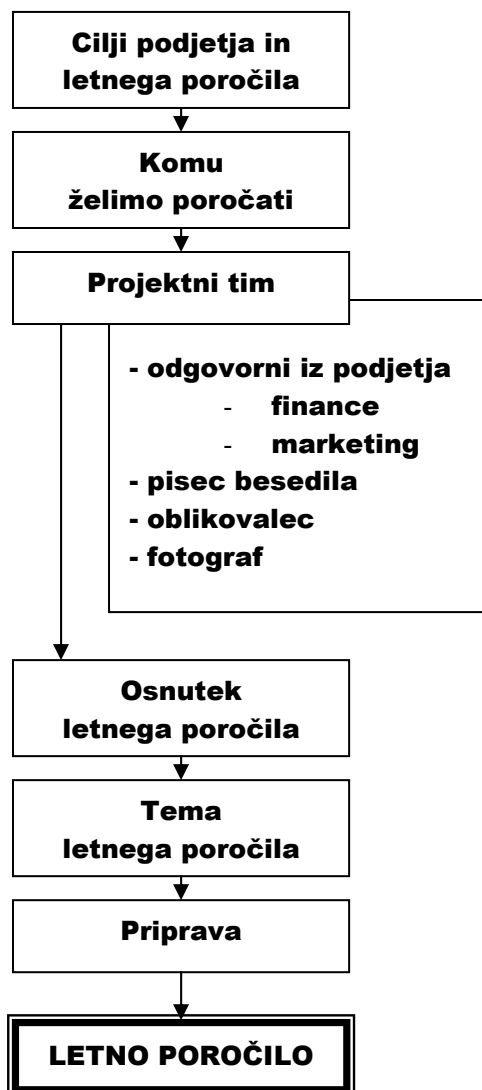 Cilji podjetja in
letnega poročila
Komu
želimo poročati
Projektni tim
- odgovorni iz podjetja
- finance
- marketing
- pisec besedila
- oblikovalec
- fotograf
Osnutek
letnega poročila
Tema
letnega poročila
Priprava
LETNO POROČILO